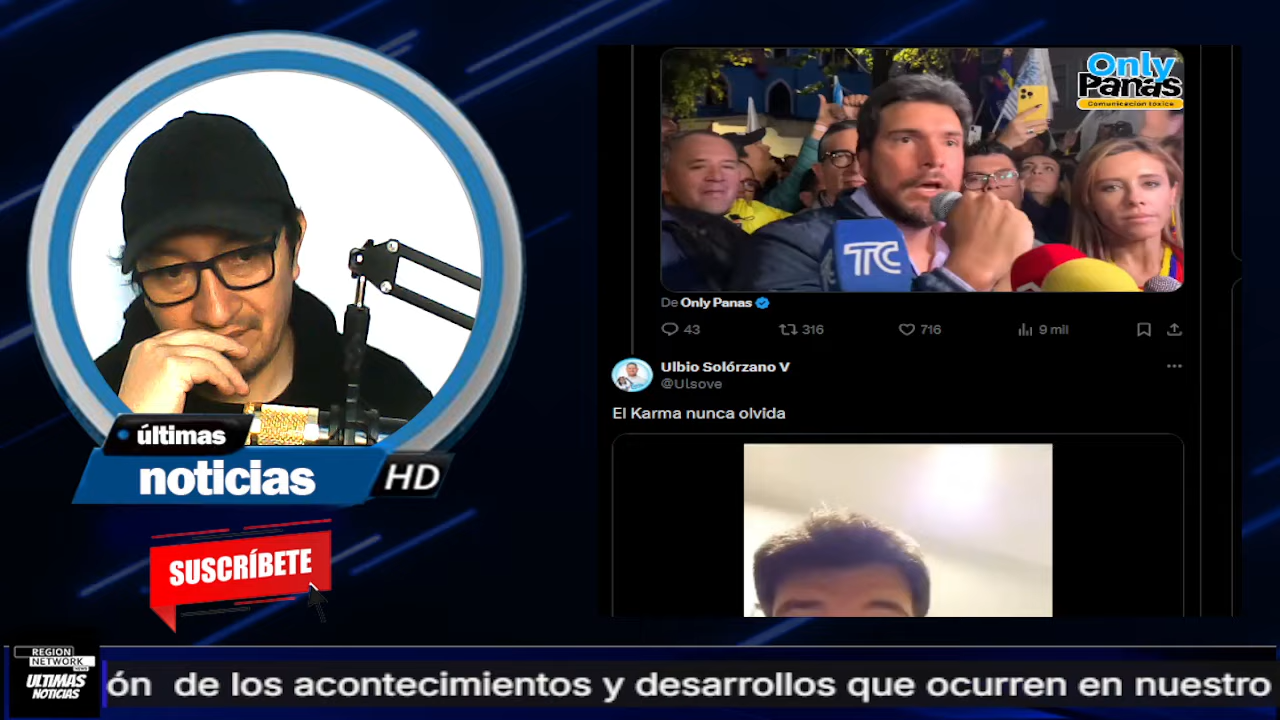 Only
Panas
Comunicación tóxica
TC
De Only Panas
43
316
716
9 mil
Ulbio Solórzano V
@Ulsove
El Karma nunca olvida
últimas
noticias
HD
SUSCRÍBETE
REGION
NETWORK
NEWS
ULTIMAS
NOTICIAS
ón de los acontecimientos y desarrollos que ocurren en nuestro